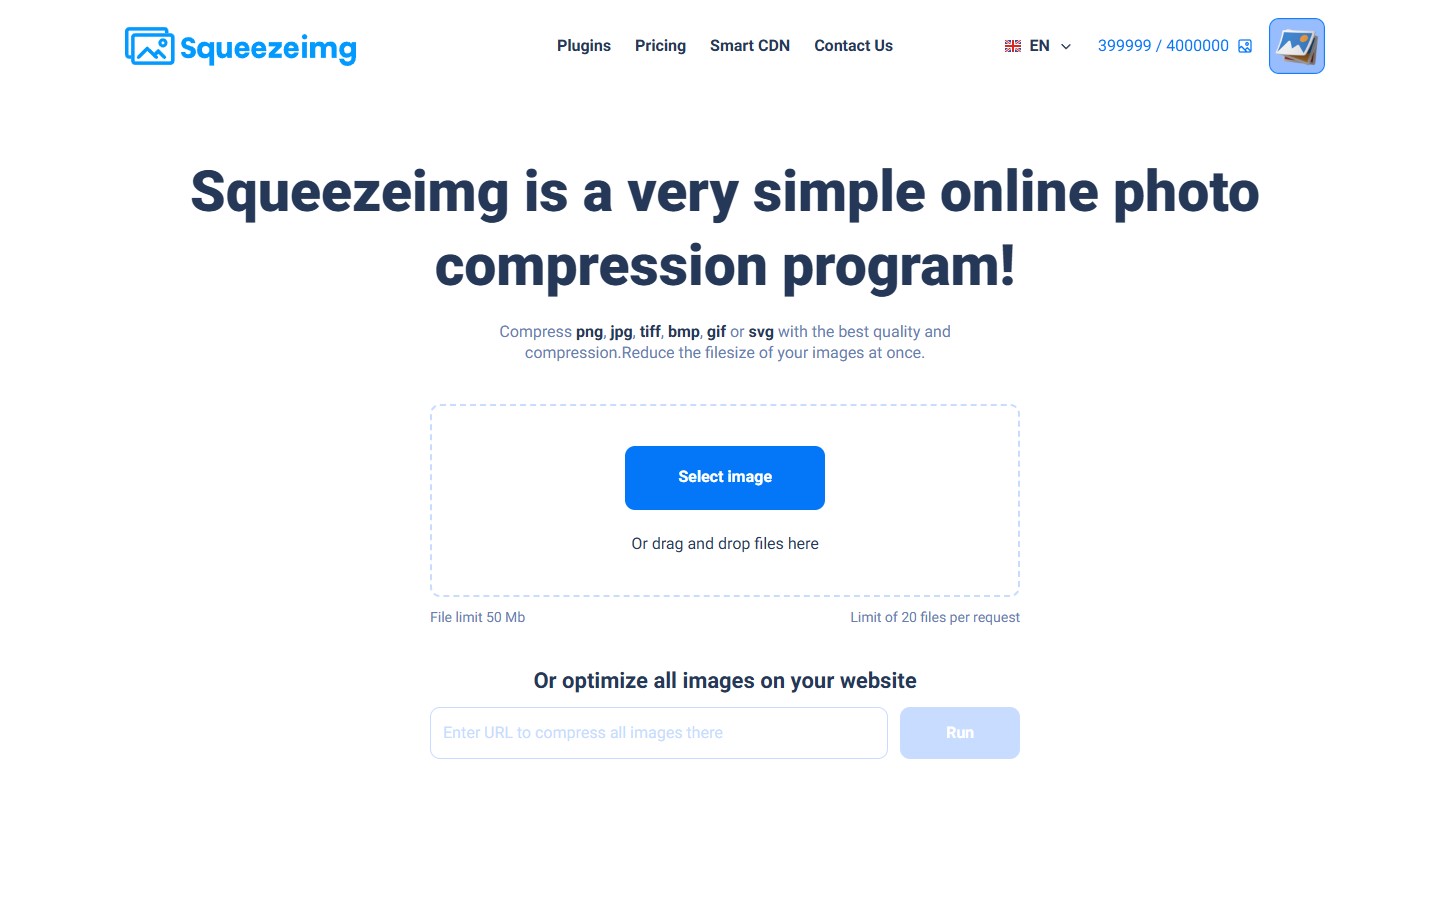 Squeezeimg
Plugins Pricing Smart CDN Contact Us
EN
399999 / 4000000
Squeezeimg is a very simple online photo
compression program!
Compress png, jpg, tiff, bmp, gif or svg with the best quality and
compression.Reduce the filesize of your images at once.
Select image
Or drag and drop files here
File limit 50 Mb
Limit of 20 files per request
Or optimize all images on your website
Enter URL to compress all images there
Run